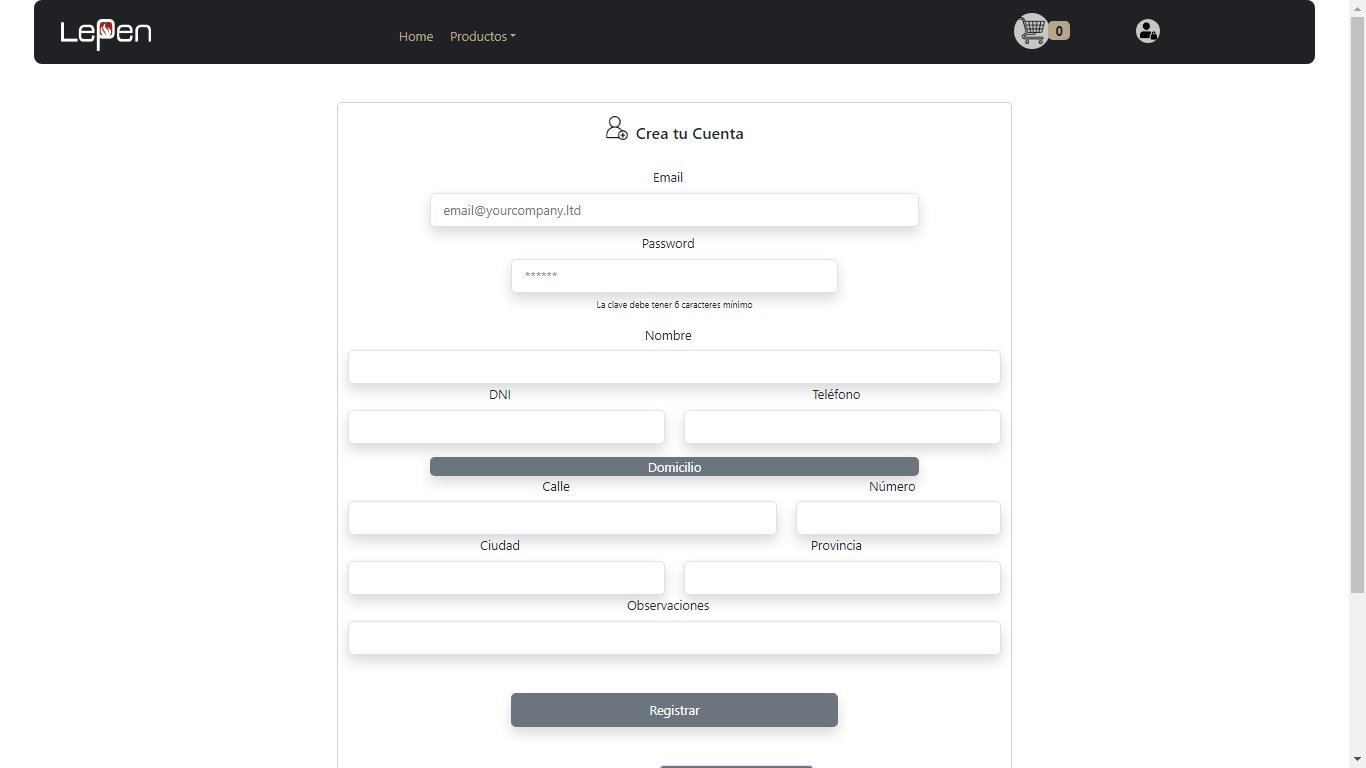 LePen
Home Productos 0
Crea tu Cuenta
Email
email@yourcompany.ltd
Password
******
La clave debe tener 6 caracteres mínimo
Nombre
DNI Teléfono
Domicilio
Calle Número
Ciudad Provincia
Observaciones
Registrar